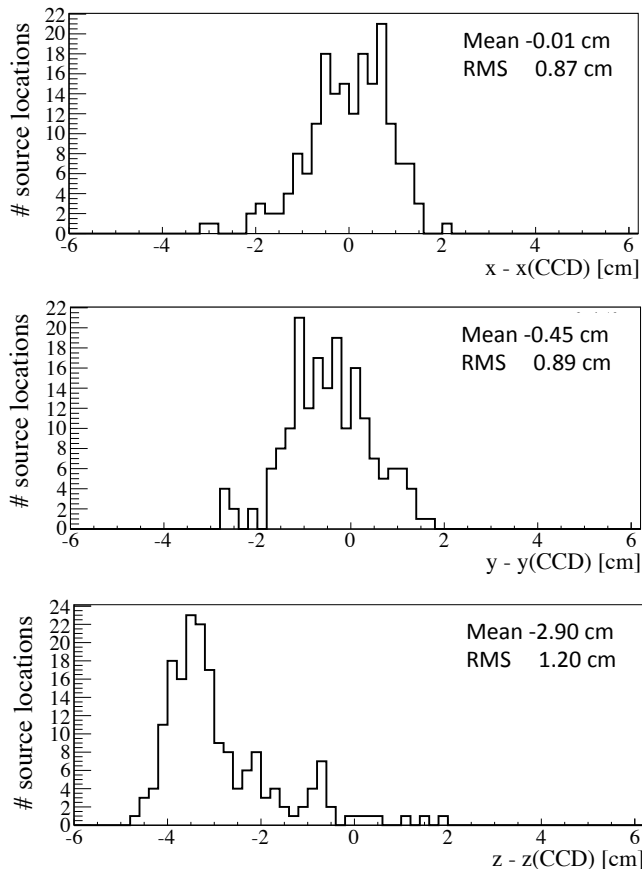 # source locations
22
20
18
16
14
12
10
8
6
4
2
0
Mean -0.01 cm
RMS 0.87 cm
-6 -4 -2 0 2 4 6
x - x(CCD) [cm]
# source locations
22
20
18
16
14
12
10
8
6
4
2
0
Mean -0.45 cm
RMS 0.89 cm
-6 -4 -2 0 2 4 6
y - y(CCD) [cm]
# source locations
24
22
20
18
16
14
12
10
8
6
4
2
0
Mean -2.90 cm
RMS 1.20 cm
-6 -4 -2 0 2 4 6
z - z(CCD) [cm]